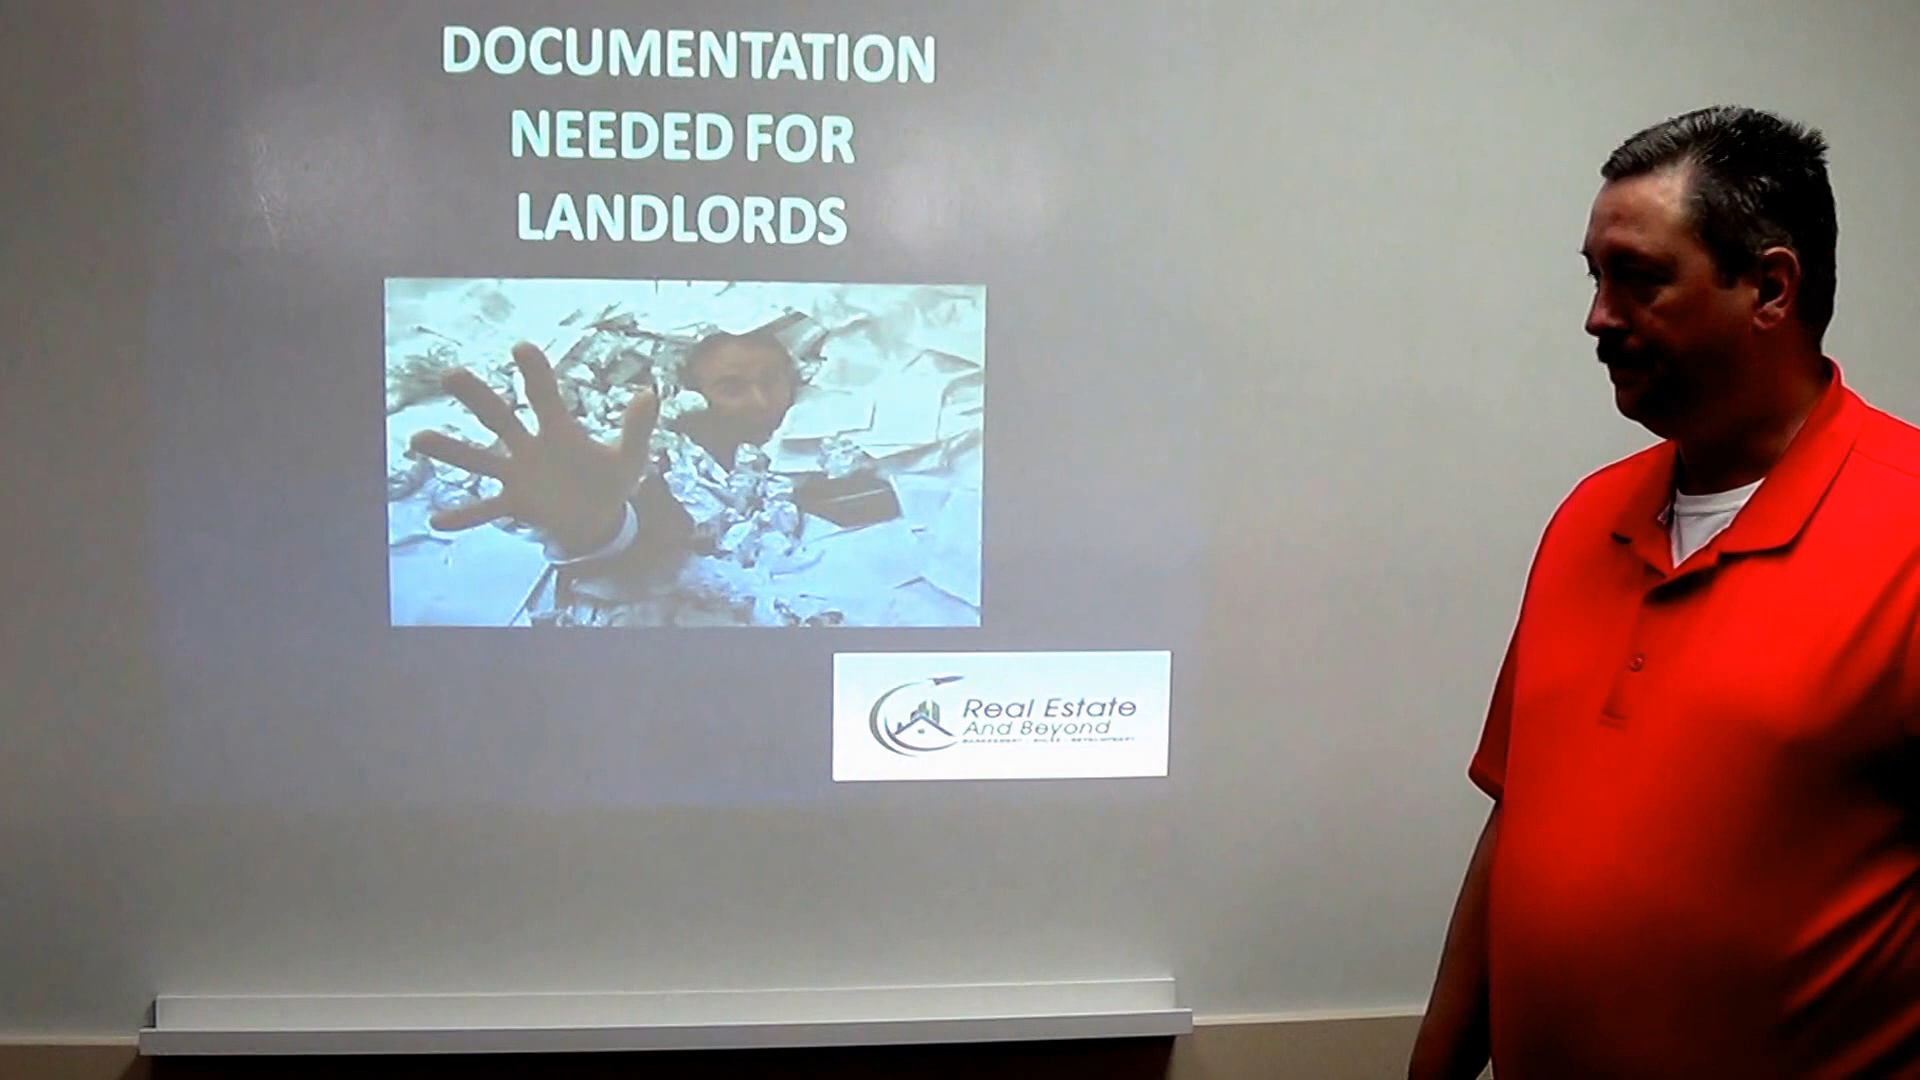 DOCUMENTATION
NEEDED FOR
LANDLORDS
Real Estate
And Beyond